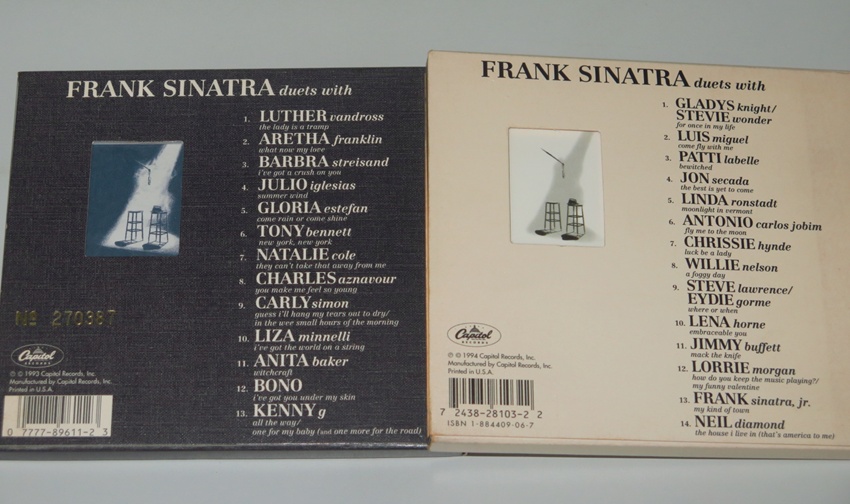 FRANK SINATRA duets with
1. LUTHER vandross
the lady is a tramp
2. ARETHA franklin
what now my love
3. BARBRA streisand
i've got a crush on you
4. JULIO iglesias
summer wind
5. GLORIA estefan
come rain or come shine
6. TONY bennett
new york, new york
7. NATALIE cole
they can't take that away from me
8. CHARLES aznavour
you make me feel so young
9. CARLY simon
guess i'll hang my tears out to dry/
in the wee small hours of the morning
10. LIZA minnelli
i've got the world on a string
11. ANITA baker
witchcraft
12. BONO
i've got you under my skin
13. KENNY g
all the way/
one for my baby (and one more for the road)
Nº 270387
Capitol
RECORDS
℗ © 1993 Capitol Records, Inc.
Manufactured by Capitol Records, Inc.
Printed in U.S.A.
0 7777-89611-2 3
FRANK SINATRA duets with
1. GLADYS knight/
STEVIE wonder
for once in my life
2. LUIS miguel
come fly with me
3. PATTI labelle
bewitched
4. JON secada
the best is yet to come
5. LINDA ronstadt
moonlight in vermont
6. ANTONIO carlos jobim
fly me to the moon
7. CHRISSIE hynde
luck be a lady
8. WILLIE nelson
a foggy day
9. STEVE lawrence/
EYDIE gorme
where or when
10. LENA horne
embraceable you
11. JIMMY buffett
mack the knife
12. LORRIE morgan
how do you keep the music playing?/
my funny valentine
13. FRANK sinatra, jr.
my kind of town
14. NEIL diamond
the house i live in (that's america to me)
Capitol
RECORDS
℗ © 1994 Capitol Records, Inc.
Manufactured by Capitol Records, Inc.
Printed in U.S.A.
7 2438-28103-2 2
ISBN 1-884409-06-7